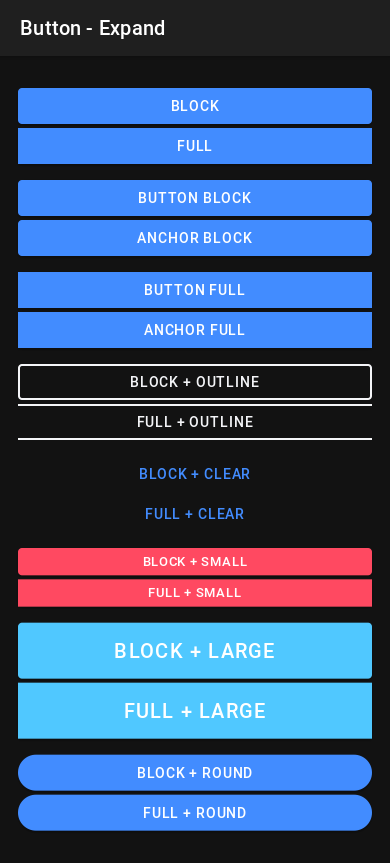 Button - Expand
BLOCK
FULL
BUTTON BLOCK
ANCHOR BLOCK
BUTTON FULL
ANCHOR FULL
BLOCK + OUTLINE
FULL + OUTLINE
BLOCK + CLEAR
FULL + CLEAR
BLOCK + SMALL
FULL + SMALL
BLOCK + LARGE
FULL + LARGE
BLOCK + ROUND
FULL + ROUND